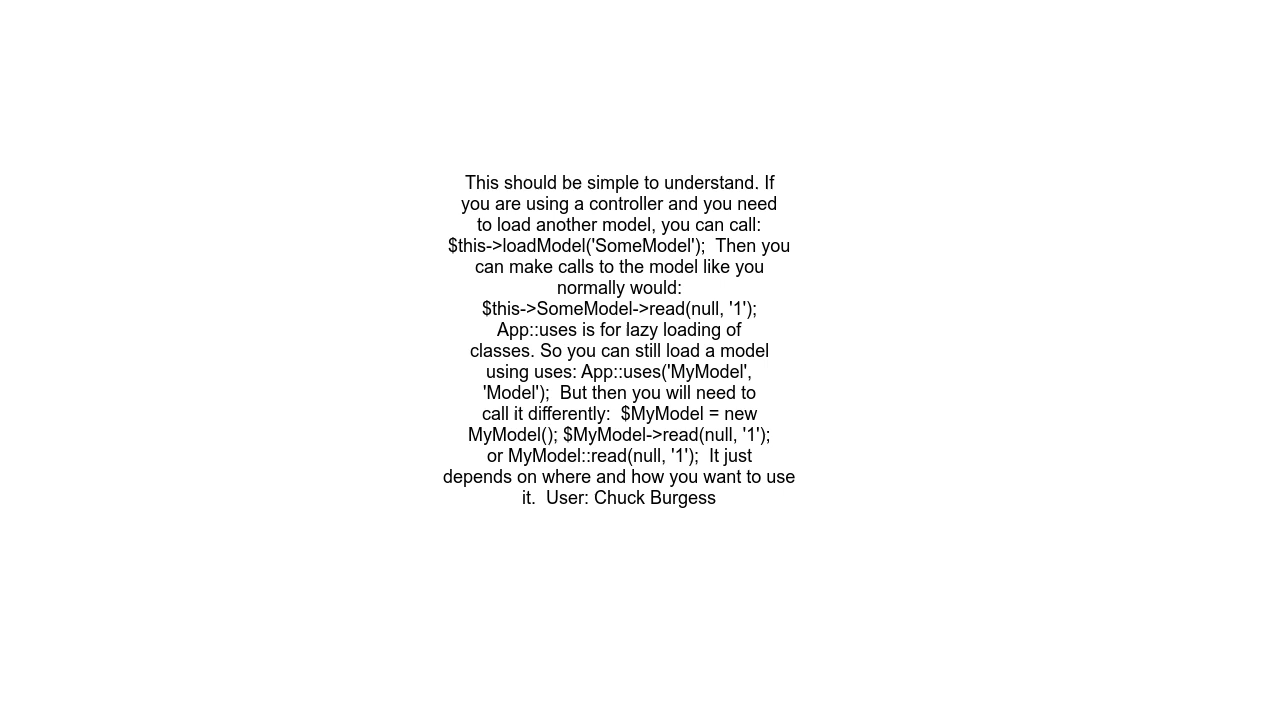 This should be simple to understand. If
you are using a controller and you need
to load another model, you can call:
$this->loadModel('SomeModel');  Then you
can make calls to the model like you
normally would:
$this->SomeModel->read(null, '1');
App::uses is for lazy loading of
classes. So you can still load a model
using uses: App::uses('MyModel',
'Model');  But then you will need to
call it differently:  $MyModel = new
MyModel(); $MyModel->read(null, '1');
or MyModel::read(null, '1');  It just
depends on where and how you want to use
it.  User: Chuck Burgess